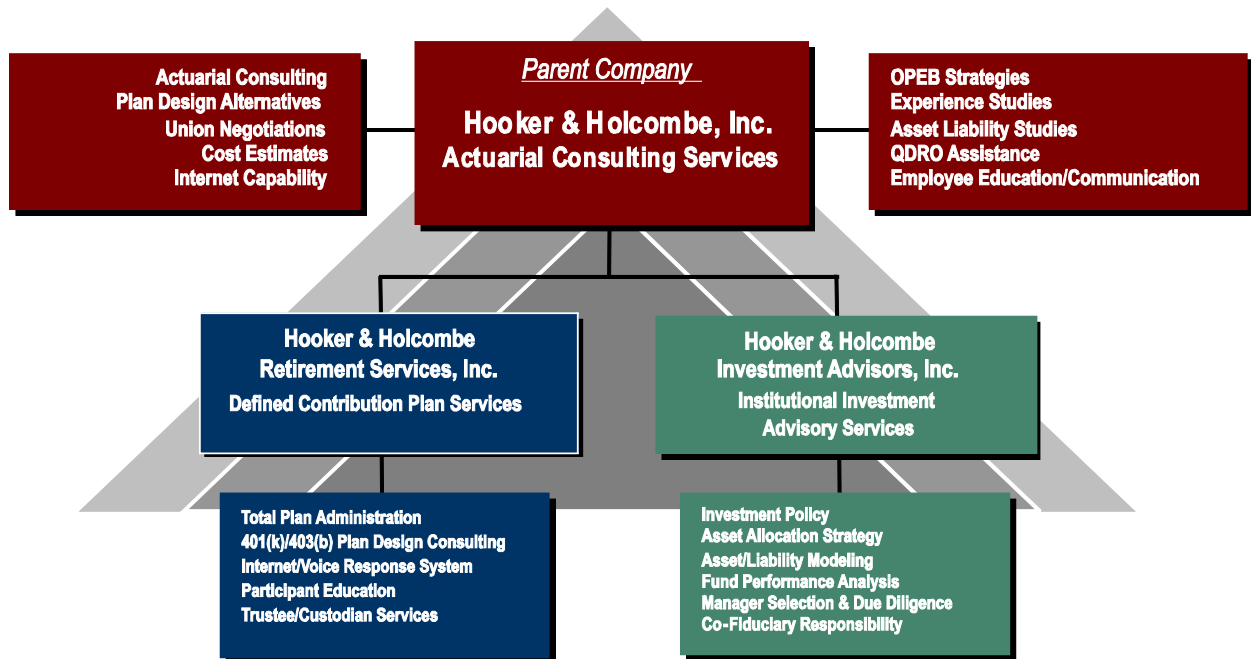 Parent Company
Hooker & Holcombe, Inc.
Actuarial Consulting Services
Actuarial Consulting
Plan Design Alternatives
Union Negotiations
Cost Estimates
Internet Capability
OPEB Strategies
Experience Studies
Asset Liability Studies
QDRO Assistance
Employee Education/Communication
Hooker & Holcombe
Retirement Services, Inc.
Defined Contribution Plan Services
Hooker & Holcombe
Investment Advisors, Inc.
Institutional Investment
Advisory Services
Total Plan Administration
401(k)/403(b) Plan Design Consulting
Internet/Voice Response System
Participant Education
Trustee/Custodian Services
Investment Policy
Asset Allocation Strategy
Asset/Liability Modeling
Fund Performance Analysis
Manager Selection & Due Diligence
Co-Fiduciary Responsibility